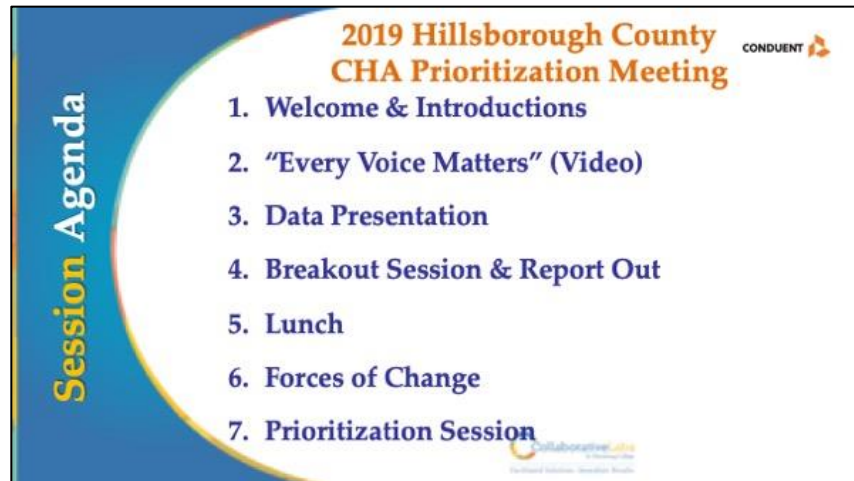 2019 Hillsborough County
CHA Prioritization Meeting
CONDUENT
Session Agenda
1. Welcome & Introductions
2. “Every Voice Matters” (Video)
3. Data Presentation
4. Breakout Session & Report Out
5. Lunch
6. Forces of Change
7. Prioritization Session
CollaborativeLabs